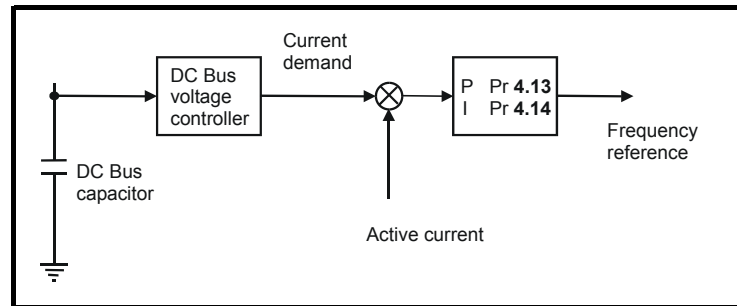 Current
demand
DC Bus
voltage
controller
P Pr 4.13
I Pr 4.14
Frequency
reference
DC Bus
capacitor
Active current